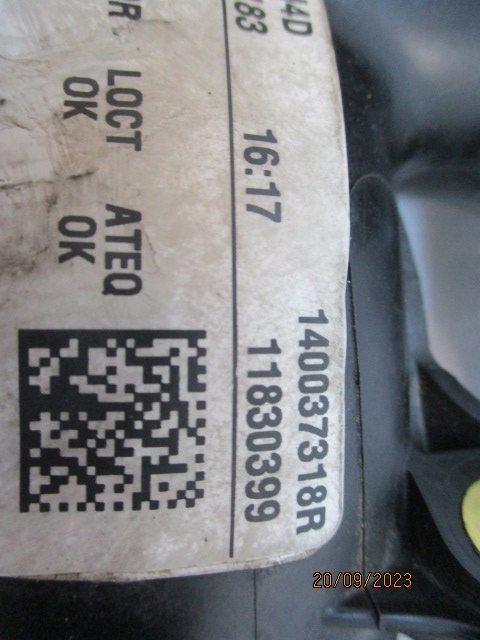 4D 140037318R
83 16:17 11830399
R LOCT ATEQ
OK OK
20/09/2023